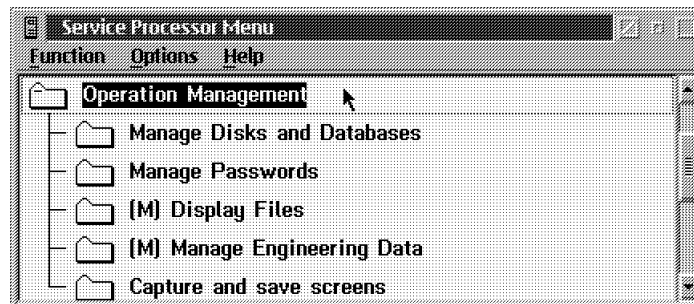 Service Processor Menu
Function Options Help
Operation Management
Manage Disks and Databases
Manage Passwords
(M) Display Files
(M) Manage Engineering Data
Capture and save screens